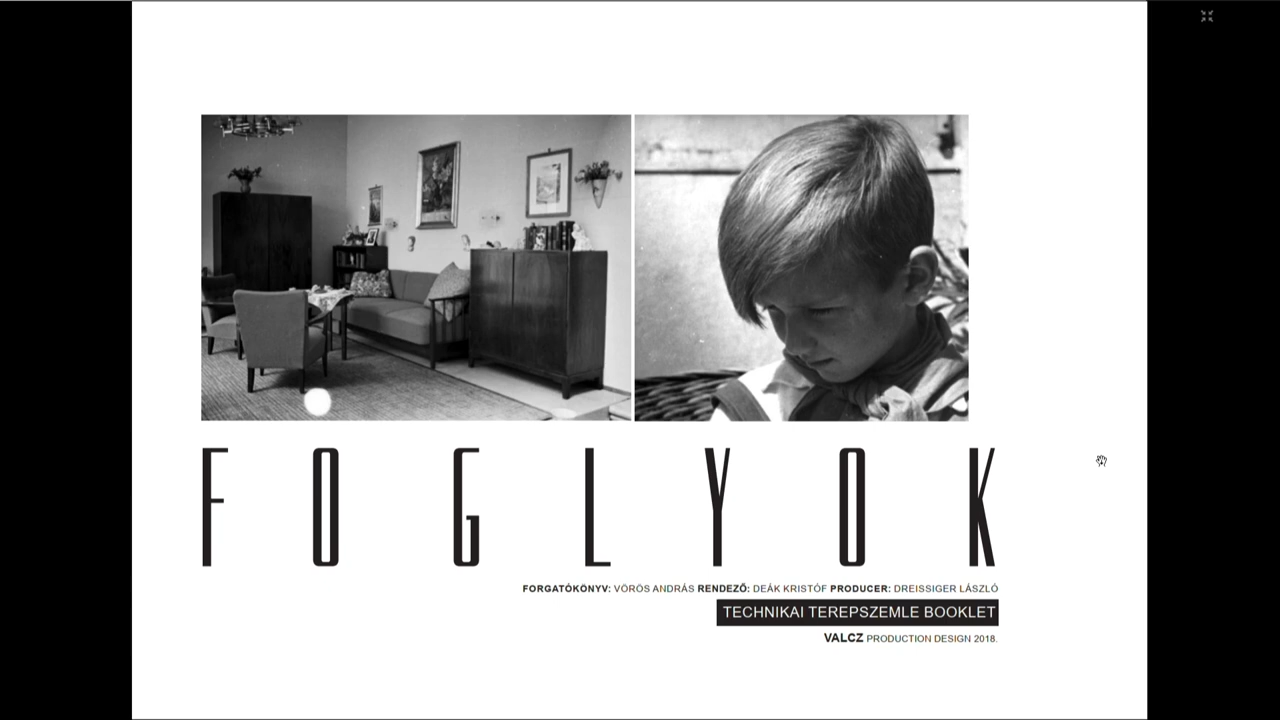 FOGLYOK
FORGATÓKÖNYV: VÖRÖS ANDRÁS RENDEZŐ: DEÁK KRISTÓF PRODUCER: DREISSIGER LÁSZLÓ
TECHNIKAI TEREPSZEMLE BOOKLET
VALCZ PRODUCTION DESIGN 2018.